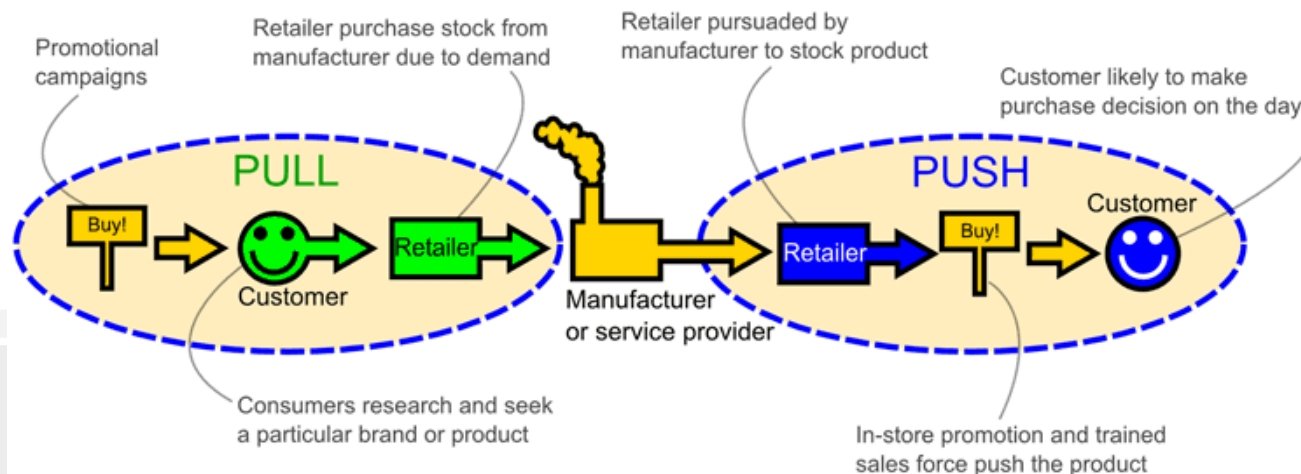 Promotional
campaigns
Retailer purchase stock from
manufacturer due to demand
Retailer pursuaded by
manufacturer to stock product
Customer likely to make
purchase decision on the day
PULL
Buy!
Customer
Retailer
Manufacturer
or service provider
PUSH
Retailer
Buy!
Customer
Consumers research and seek
a particular brand or product
In-store promotion and trained
sales force push the product